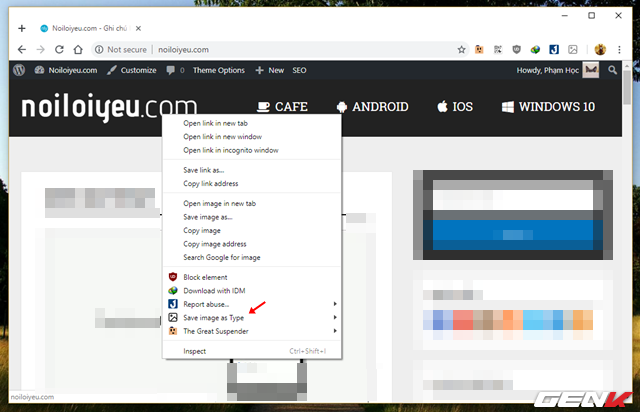 Noiloiyeu.com - Ghi chú
Not secure | noiloiyeu.com
Noiloiyeu.com Customize 0 Theme Options + New SEO Howdy, Phạm Học
noiloiyeu.com CAFE ANDROID IOS WINDOWS 10
Open link in new tab
Open link in new window
Open link in incognito window
Save link as...
Copy link address
Open image in new tab
Save image as...
Copy image
Copy image address
Search Google for image
Block element
Download with IDM
Report abuse...
Save image as Type
The Great Suspender
Inspect Ctrl+Shift+I
noiloiyeu.com
GENK